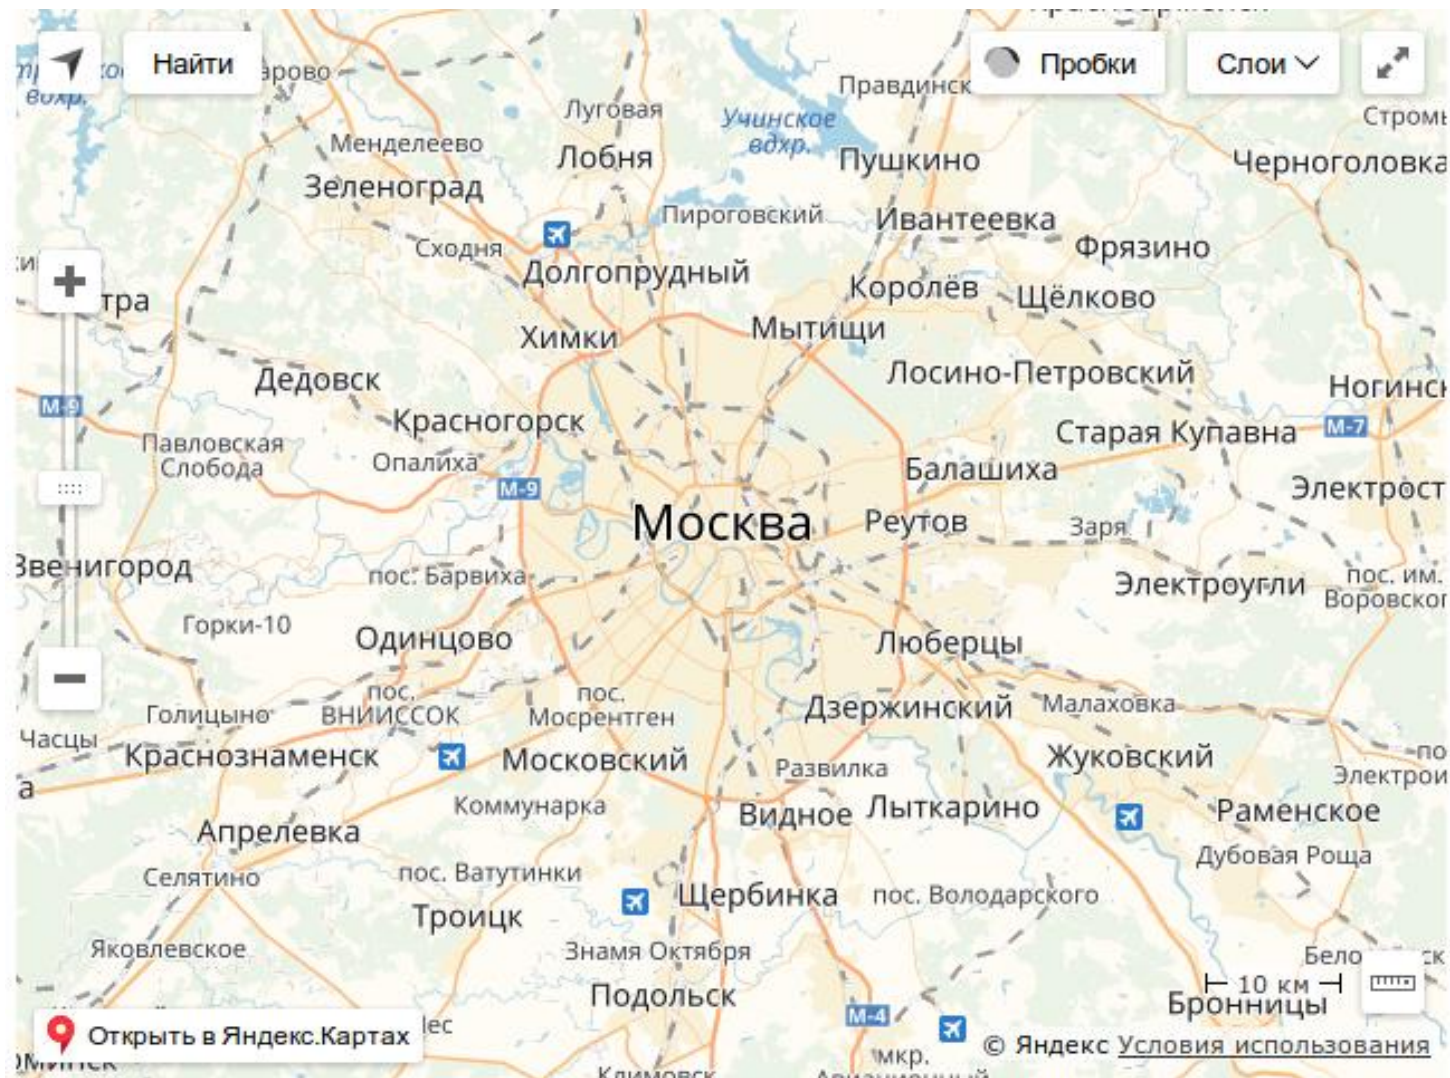 Найти
Пробки
Слои
Правдинск
вдхр.
Луговая
Учинское
вдхр.
Менделеево
Лобня
Пушкино
Черноголовка
Зеленоград
Пироговский
Ивантеевка
Сходня
Фрязино
Долгопрудный
Королёв
Щёлково
Химки
Мытищи
Дедовск
Лосино-Петровский
М-9
Красногорск
М-7
Старая Купавна
Павловская
Слобода
Опалиха
Балашиха
М-9
Москва
Реутов
Заря
Звенигород
пос. Барвиха
Электроугли
пос. им.
Горки-10
Одинцово
Люберцы
пос.
ВНИИССОК
пос.
Мосрентген
Голицыно
Дзержинский
Малаховка
Часцы
Краснознаменск
Московский
Развилка
Жуковский
Коммунарка
Видное
Лыткарино
Раменское
Апрелевка
Дубовая Роща
Селятино
пос. Ватутинки
Щербинка
пос. Володарского
Троицк
Яковлевское
Знамя Октября
Подольск
10 км
Бронницы
М-4
Открыть в Яндекс.Картах
© Яндекс Условия использования
мкр.